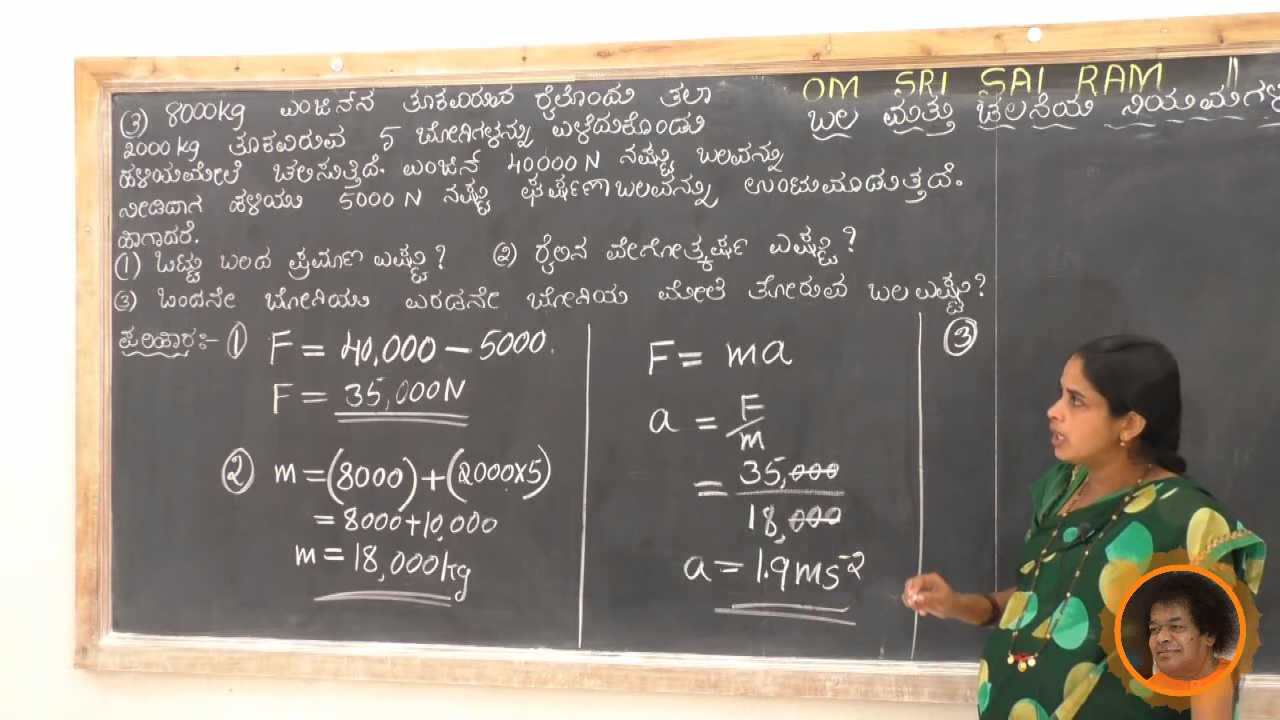 OM SRI SAI RAM ||
ಬಲ ಮತ್ತು ಚಲನೆಯ ನಿಯಮಗಳ
③ 8000kg ಎಂಜಿನ್‌ನ ತೂಕವಿರುವ ರೈಲೊಂದು ತಲಾ
2000 kg ತೂಕವಿರುವ 5 ಬೋಗಿಗಳನ್ನು ಎಳೆದುಕೊಂಡು
ಹಳಿಯಮೇಲೆ ಚಲಿಸುತ್ತಿದೆ. ಎಂಜಿನ್ 40000 N ನಷ್ಟು ಬಲವನ್ನು
ನೀಡಿದಾಗ ಹಳಿಯು 5000 N ನಷ್ಟು ಘರ್ಷಣಾಬಲವನ್ನು ಉಂಟುಮಾಡುತ್ತದೆ.
ಹಾಗಾದರೆ.
① ಒಟ್ಟು ಬಲದ ಪ್ರಮಾಣ ಎಷ್ಟು? ② ರೈಲಿನ ವೇಗೋತ್ಕರ್ಷ ಎಷ್ಟು?
③ ಒಂದನೇ ಬೋಗಿಯು ಎರಡನೇ ಬೋಗಿಯ ಮೇಲೆ ತೋರುವ ಬಲ ಎಷ್ಟು?
ಪರಿಹಾರ:- ① F = 40,000 - 5000.
F = 35,000N
② m = (8000) + (2000x5)
= 8000+10,000
m = 18,000kg
F = ma
a = F/m
= 35,000
18,000
a = 1.9ms-2
③